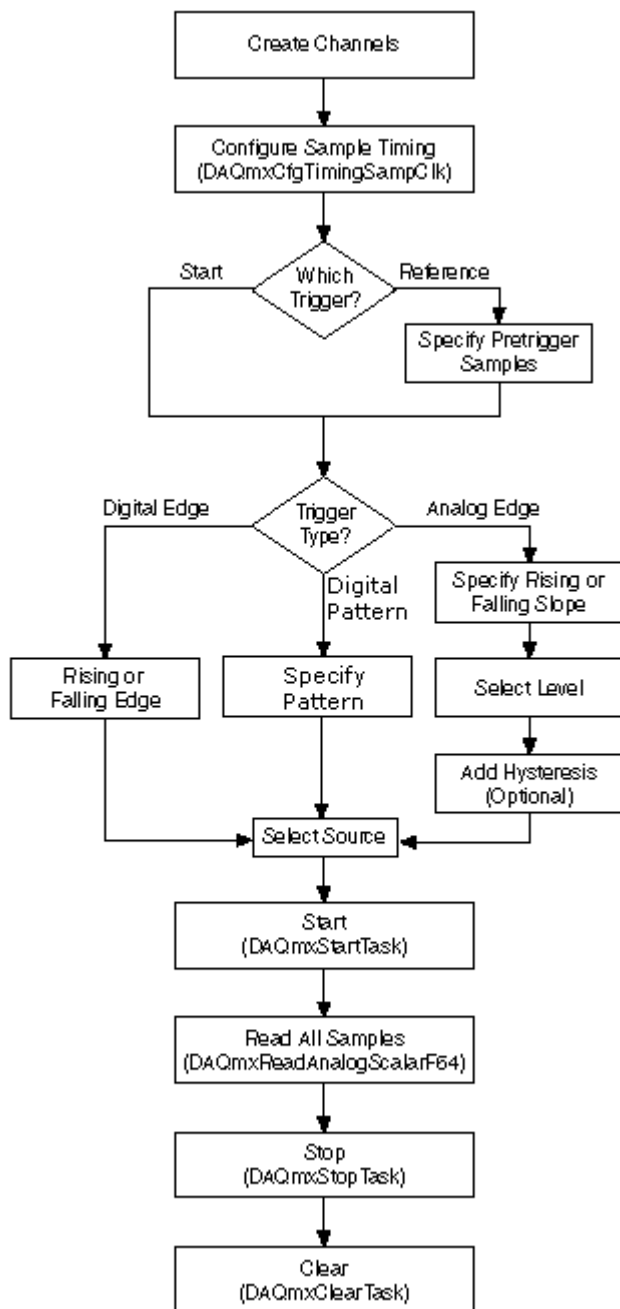 Create Channels
Configure Sample Timing
(DAQmxCfgTimingSampClk)
Start
Which
Trigger?
Reference
Specify Pretrigger
Samples
Digital Edge
Trigger
Type?
Analog Edge
Digital
Pattern
Specify Rising or
Falling Slope
Rising or
Falling Edge
Specify
Pattern
Select Level
Add Hysteresis
(Optional)
Select Source
Start
(DAQmxStartTask)
Read All Samples
(DAQmxReadAnalogScalarF64)
Stop
(DAQmxStopTask)
Clear
(DAQmxClearTask)